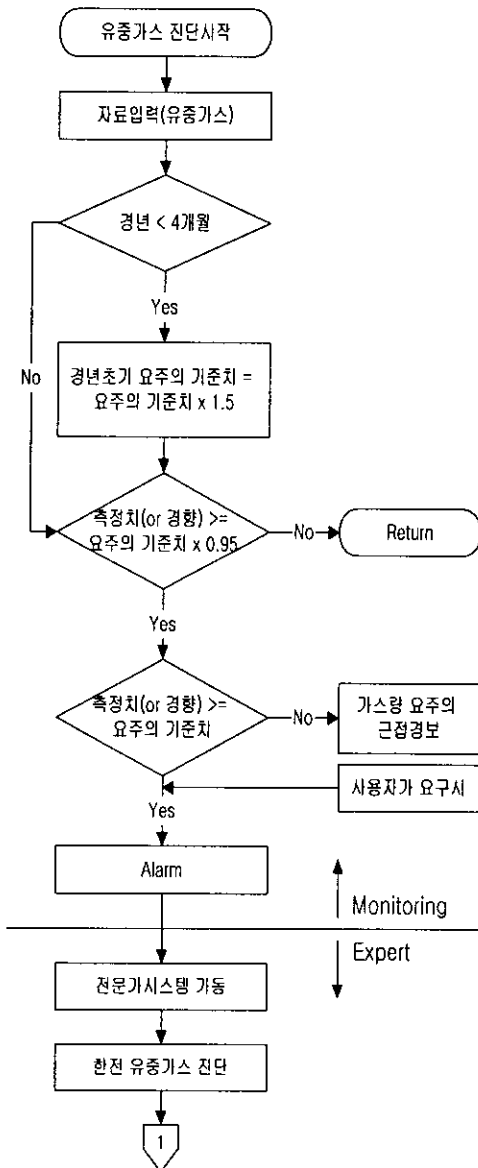 유중가스 진단시작
자료입력(유중가스)
경년 < 4개월
Yes
No
경년초기 요주의 기준치 =
요주의 기준치 x 1.5
측정치(or 경향) >=
요주의 기준치 x 0.95
No
Return
Yes
측정치(or 경향) >=
요주의 기준치
No
가스량 요주의
근접경보
사용자가 요구시
Yes
Alarm
Monitoring
Expert
전문가시스템 가동
한전 유중가스 진단
1